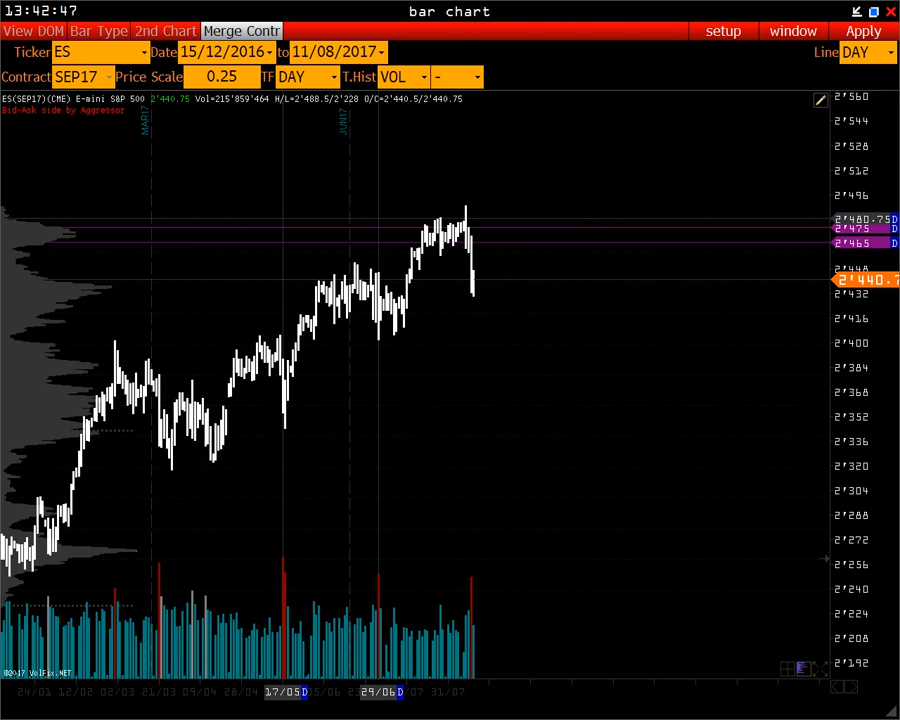 13:42:47 bar chart
View DOM Bar Type 2nd Chart Merge Contr setup window Apply
Ticker ES Date 15/12/2016 to 11/08/2017 Line DAY
Contract SEP17 Price Scale 0.25 TF DAY T.Hist VOL -
ES(SEP17)(CME) E-mini S&P 500 2'440.75 Vol=215'859'464 H/L=2'488.5/2'228 O/C=2'440.5/2'440.75
Bid-Ask side by Aggressor
MAR17
JUN17
2'560
2'544
2'528
2'512
2'496
2'480.75 D
2'475 D
2'465 D
2'448
2'440.7
2'432
2'416
2'400
2'384
2'368
2'352
2'336
2'320
2'304
2'288
2'272
2'256
2'240
2'224
2'208
2'192
©2017 VolFix.NET
24/01 12/02 02/03 21/03 09/04 28/04 17/05 D 29/06 D 31/07